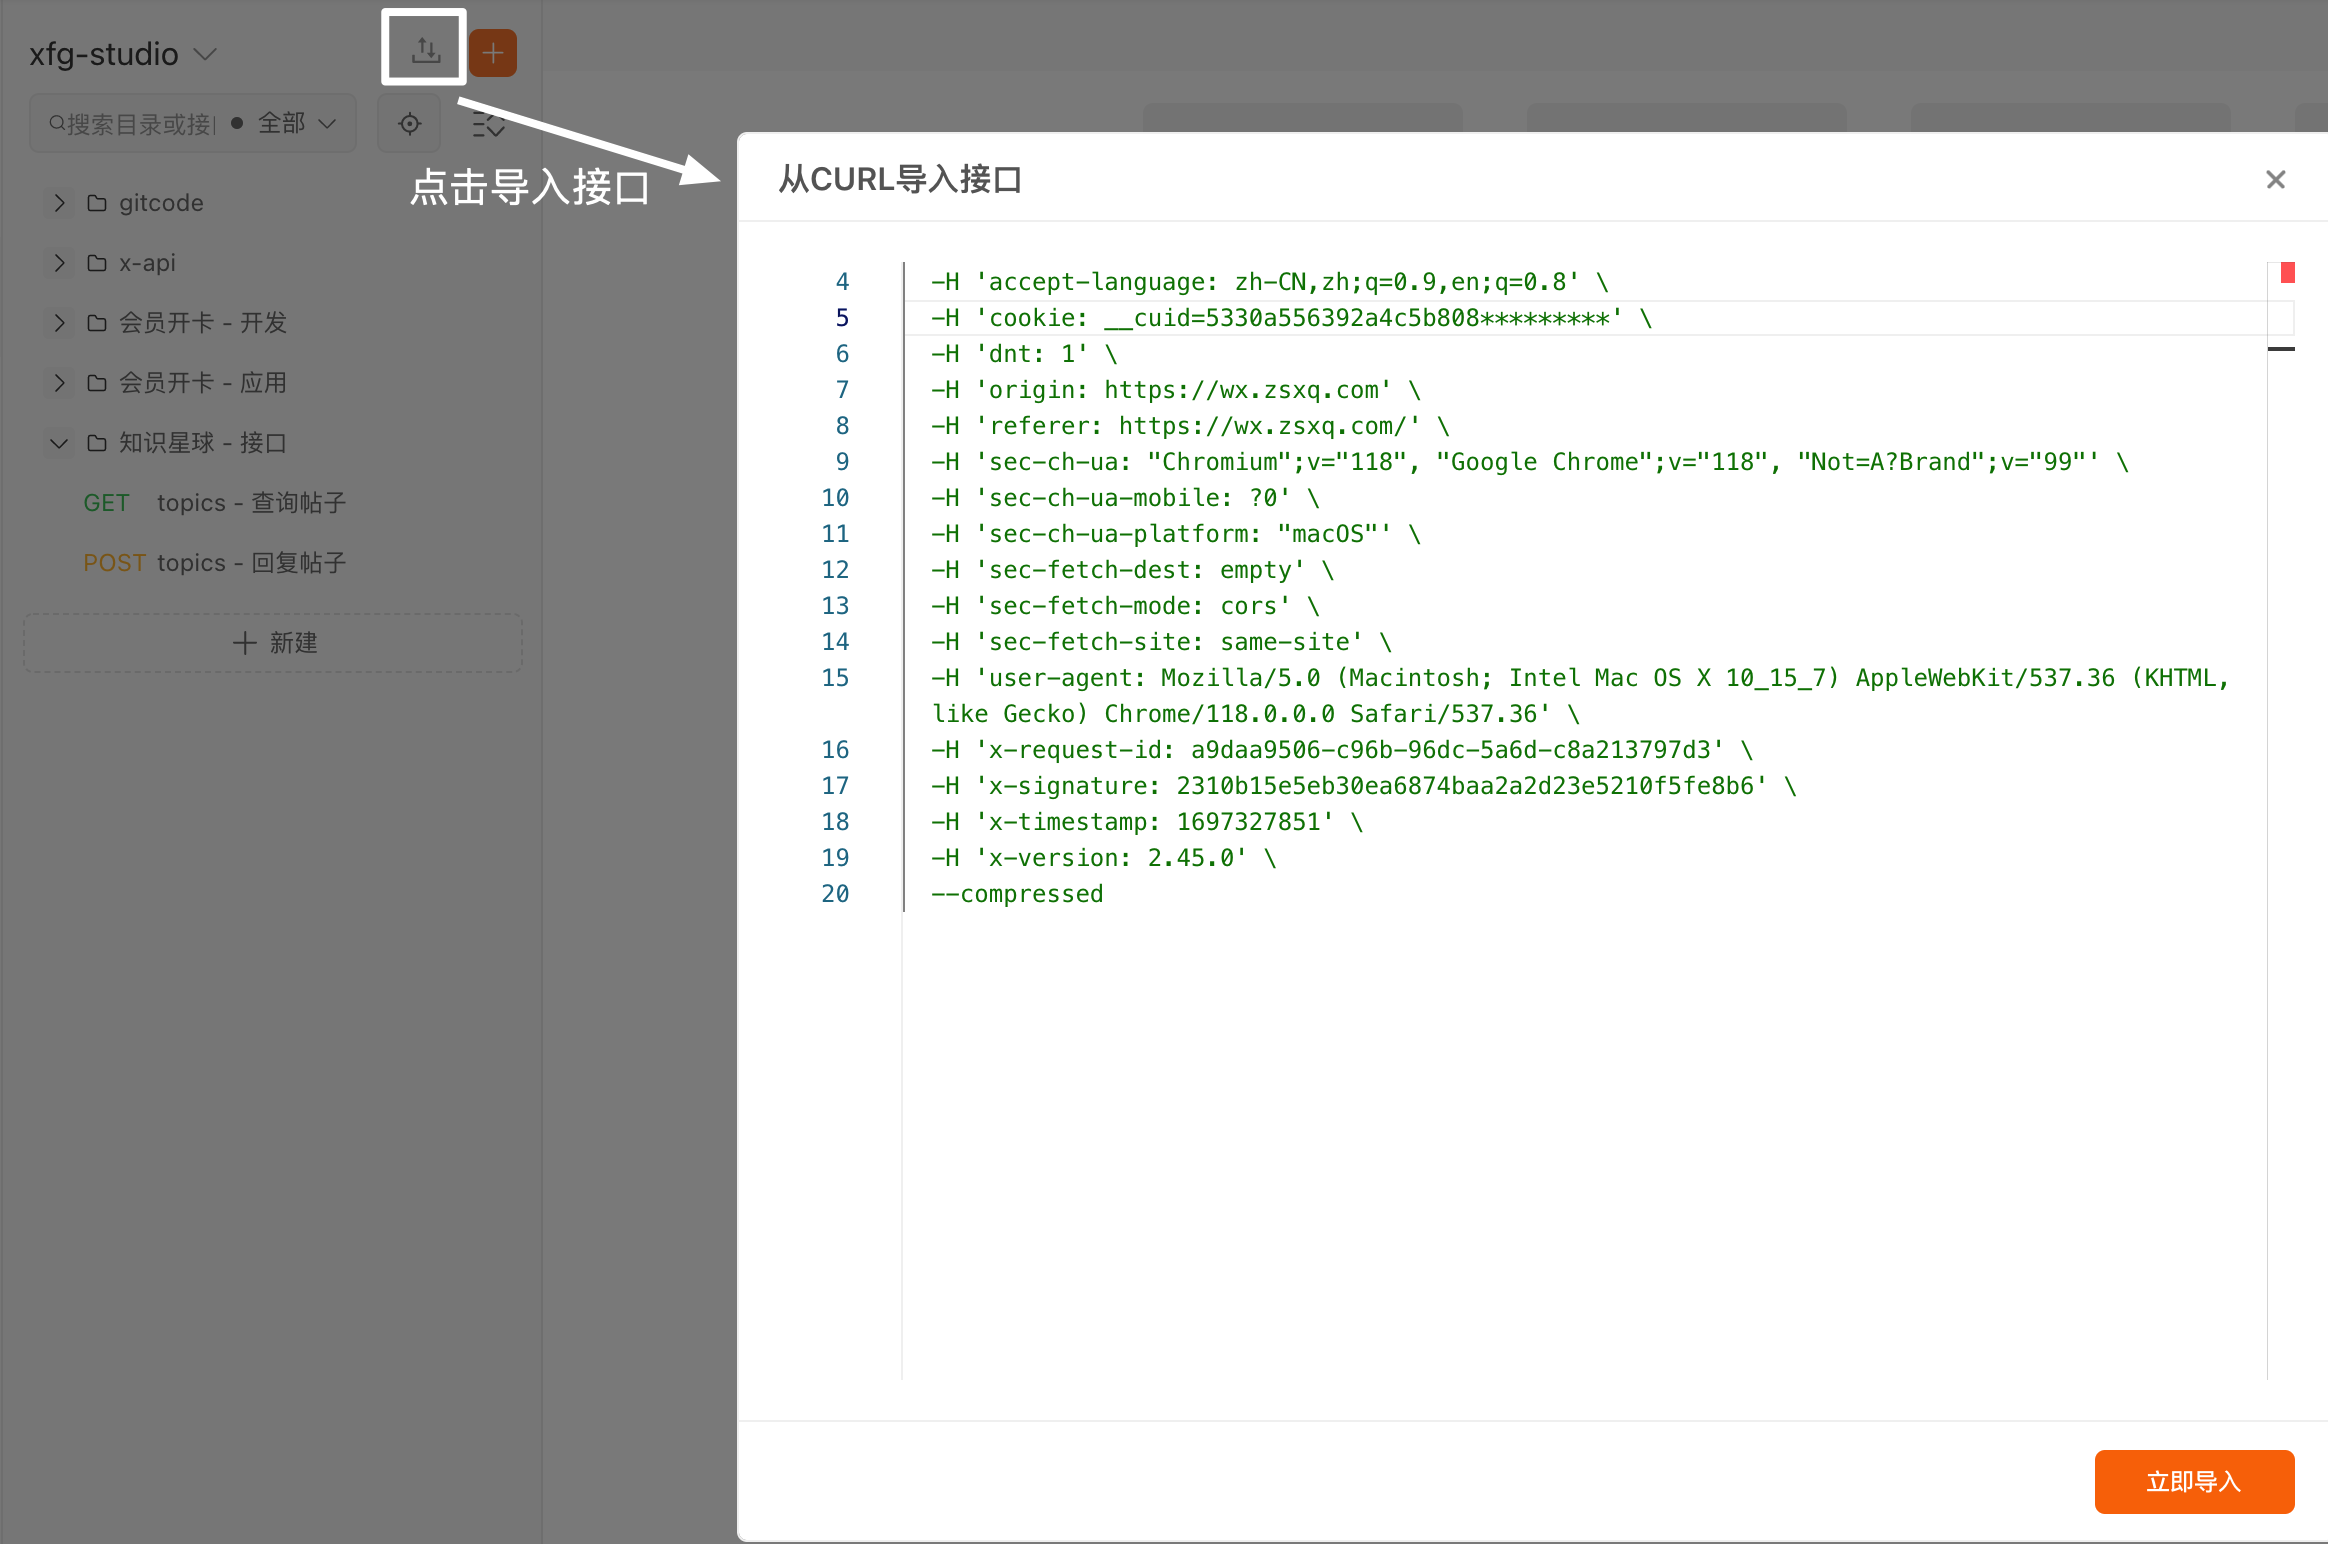 xfg-studio
搜索目录或接
全部
点击导入接口
gitcode
x-api
会员开卡 - 开发
会员开卡 - 应用
知识星球 - 接口
GET topics - 查询帖子
POST topics - 回复帖子
新建
从CURL导入接口
4 -H 'accept-language: zh-CN,zh;q=0.9,en;q=0.8' \
5 -H 'cookie: __cuid=5330a556392a4c5b808*********' \
6 -H 'dnt: 1' \
7 -H 'origin: https://wx.zsxq.com' \
8 -H 'referer: https://wx.zsxq.com/' \
9 -H 'sec-ch-ua: "Chromium";v="118", "Google Chrome";v="118", "Not=A?Brand";v="99"' \
10 -H 'sec-ch-ua-mobile: ?0' \
11 -H 'sec-ch-ua-platform: "macOS"' \
12 -H 'sec-fetch-dest: empty' \
13 -H 'sec-fetch-mode: cors' \
14 -H 'sec-fetch-site: same-site' \
15 -H 'user-agent: Mozilla/5.0 (Macintosh; Intel Mac OS X 10_15_7) AppleWebKit/537.36 (KHTML,
like Gecko) Chrome/118.0.0.0 Safari/537.36' \
16 -H 'x-request-id: a9daa9506-c96b-96dc-5a6d-c8a213797d3' \
17 -H 'x-signature: 2310b15e5eb30ea6874baa2a2d23e5210f5fe8b6' \
18 -H 'x-timestamp: 1697327851' \
19 -H 'x-version: 2.45.0' \
20 --compressed
立即导入